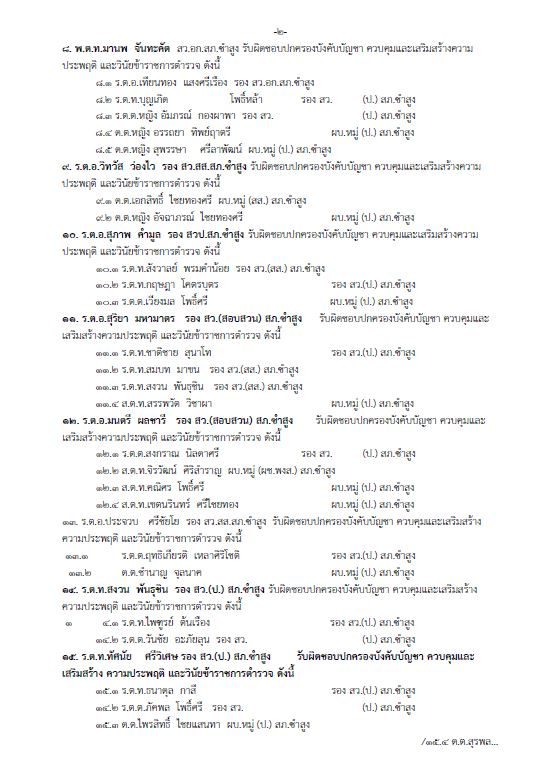 -๒-
๘. พ.ต.ท.มานพ จันทะคัต สว.อก.สภ.ซำสูง รับผิดชอบปกครองบังคับบัญชา ควบคุมและเสริมสร้างความ
ประพฤติ และวินัยข้าราชการตำรวจ ดังนี้
๘.๑ ร.ต.อ.เทียนทอง แสงศรีเรือง รอง สว.อก.สภ.ซำสูง
๘.๒ ร.ต.ท.บุญเกิด โพธิ์หล้า รอง สว. (ป.) สภ.ซำสูง
๘.๓ ร.ต.ต.หญิง อัมภรณ์ กองผาพา รอง สว. (ป.) สภ.ซำสูง
๘.๔ ด.ต.หญิง อรรถยา ทิพย์ฤาตรี ผบ.หมู่ (ป.) สภ.ซำสูง
๘.๕ ด.ต.หญิง สุพรรษา ศรีลาพัฒน์ ผบ.หมู่ (ป.) สภ.ซำสูง
๙. ร.ต.อ.วิทวัส ว่องไว รอง สว.สส.สภ.ซำสูง รับผิดชอบปกครองบังคับบัญชา ควบคุมและเสริมสร้างความ
ประพฤติ และวินัยข้าราชการตำรวจ ดังนี้
๙.๑ ด.ต.เอกสิทธิ์ ไชยทองศรี ผบ.หมู่ (สส.) สภ.ซำสูง
๙.๒ ด.ต.หญิง อัจฉาภรณ์ ไชยทองศรี ผบ.หมู่ (ป.) สภ.ซำสูง
๑๐. ร.ต.อ.สุภาพ คำมูล รอง สวป.สภ.ซำสูง รับผิดชอบปกครองบังคับบัญชา ควบคุมและเสริมสร้างความ
ประพฤติ และวินัยข้าราชการตำรวจ ดังนี้
๑๐.๑ ร.ต.ท.สังวาลย์ พรมคำน้อย รอง สว.(สส.) สภ.ซำสูง
๑๐.๒ ร.ต.ท.กฤษฎา โคตรบุตร รอง สว.(ป.) สภ.ซำสูง
๑๐.๓ ร.ต.ต.เวียงมล โพธิ์ศรี ผบ.หมู่ (ป.) สภ.ซำสูง
๑๑. ร.ต.อ.สุริยา มหามาตร รอง สว.(สอบสวน) สภ.ซำสูง รับผิดชอบปกครองบังคับบัญชา ควบคุมและ
เสริมสร้างความประพฤติ และวินัยข้าราชการตำรวจ ดังนี้
๑๑.๑ ร.ต.ท.ชาติชาย สุนาโท รอง สว.(ป.) สภ.ซำสูง
๑๑.๒ ร.ต.ท.สมบท มาขน รอง สว.(สส.) สภ.ซำสูง
๑๑.๓ ร.ต.ท.สงวน พันธุชิน รอง สว.(สส.) สภ.ซำสูง
๑๑.๔ ส.ต.ท.สรรพวัต วิชาผา ผบ.หมู่ (ป.) สภ.ซำสูง
๑๒. ร.ต.อ.มนตรี ผลชารี รอง สว.(สอบสวน) สภ.ซำสูง รับผิดชอบปกครองบังคับบัญชา ควบคุมและ
เสริมสร้างความประพฤติ และวินัยข้าราชการตำรวจ ดังนี้
๑๒.๑ ร.ต.ต.สงกราณ นิลตาศรี รอง สว. (ป.) สภ.ซำสูง
๑๒.๒ ส.ต.ท.จิรวัฒน์ ศิริสำราญ ผบ.หมู่ (ผช.พงส.) สภ.ซำสูง
๑๒.๓ ส.ต.ท.คณิศร โพธิ์ศรี ผบ.หมู่ (ป.) สภ.ซำสูง
๑๒.๔ ส.ต.ท.เขตนรินทร์ ศรีไชยทอง ผบ.หมู่ (ป.) สภ.ซำสูง
๑๓. ร.ต.อ.ประจวบ ศรีชัยโย รอง สว.สส.สภ.ซำสูง รับผิดชอบปกครองบังคับบัญชา ควบคุมและเสริมสร้าง
ความประพฤติ และวินัยข้าราชการตำรวจ ดังนี้
๑๓.๑ ร.ต.ต.ฤทธิเกียรติ เหลาศิริโชติ รอง สว.(ป.) สภ.ซำสูง
๑๓.๒ ด.ต.ชำนาญ จุลนาค ผบ.หมู่ (ป.) สภ.ซำสูง
๑๔. ร.ต.ท.สงวน พันธุชิน รอง สว.(ป.) สภ.ซำสูง รับผิดชอบปกครองบังคับบัญชา ควบคุมและเสริมสร้าง
ความประพฤติ และวินัยข้าราชการตำรวจ ดังนี้
๑ ๔.๑ ร.ต.ท.ไพฑูรย์ ต้นเรือง รอง สว.(ป.) สภ.ซำสูง
๑๔.๒ ร.ต.ต.วันชัย อะภัยลุน รอง สว. (ป.) สภ.ซำสูง
๑๕. ร.ต.ท.ทัศนัย ศรีวิเศษ รอง สว.(ป.) สภ.ซำสูง รับผิดชอบปกครองบังคับบัญชา ควบคุมและ
เสริมสร้าง ความประพฤติ และวินัยข้าราชการตำรวจ ดังนี้
๑๕.๑ ร.ต.ท.ธนาดุล กาสี รอง สว.(ป.) สภ.ซำสูง
๑๔.๒ ร.ต.ต.ภัคพล โพธิ์ศรี รอง สว. (ป.) สภ.ซำสูง
๑๕.๓ ด.ต.ไพรสิทธิ์ ไชยแสนทา ผบ.หมู่ (ป.) สภ.ซำสูง
/๑๕.๔ ด.ต.สุรพล...